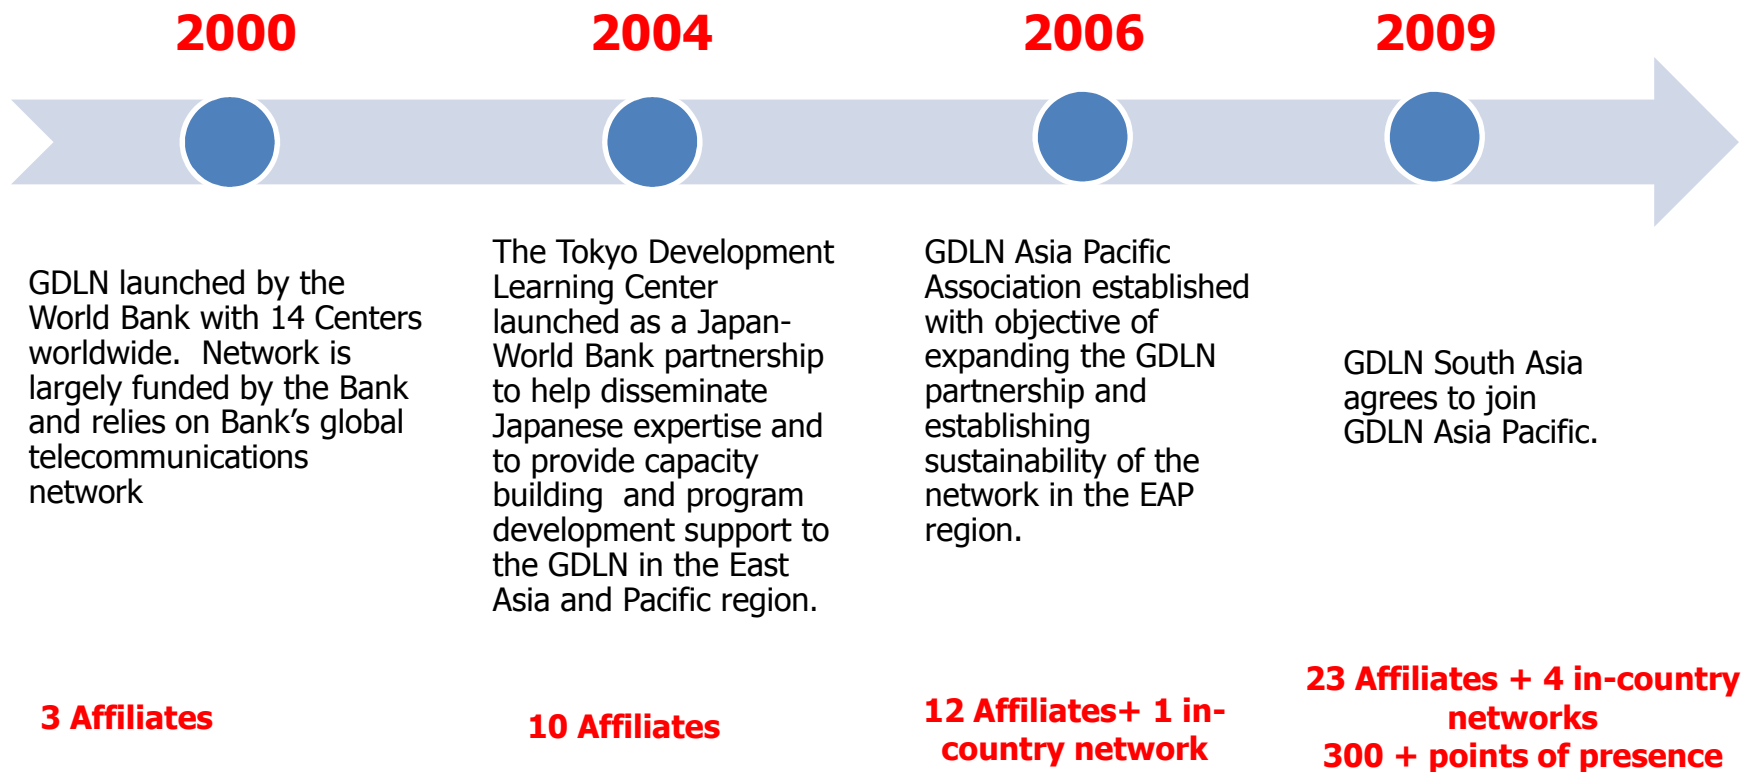 2000
2004
2006
2009
GDLN launched by the
World Bank with 14 Centers
worldwide.  Network is
largely funded by the Bank
and relies on Bank’s global
telecommunications
network
The Tokyo Development
Learning Center
launched as a Japan-
World Bank partnership
to help disseminate
Japanese expertise and
to provide capacity
building  and program
development support to
the GDLN in the East
Asia and Pacific region.
GDLN Asia Pacific
Association established
with objective of
expanding the GDLN
partnership and
establishing
sustainability of the
network in the EAP
region.
GDLN South Asia
agrees to join
GDLN Asia Pacific.
3 Affiliates
10 Affiliates
12 Affiliates+ 1 in-
country network
23 Affiliates + 4 in-country
networks
300 + points of presence